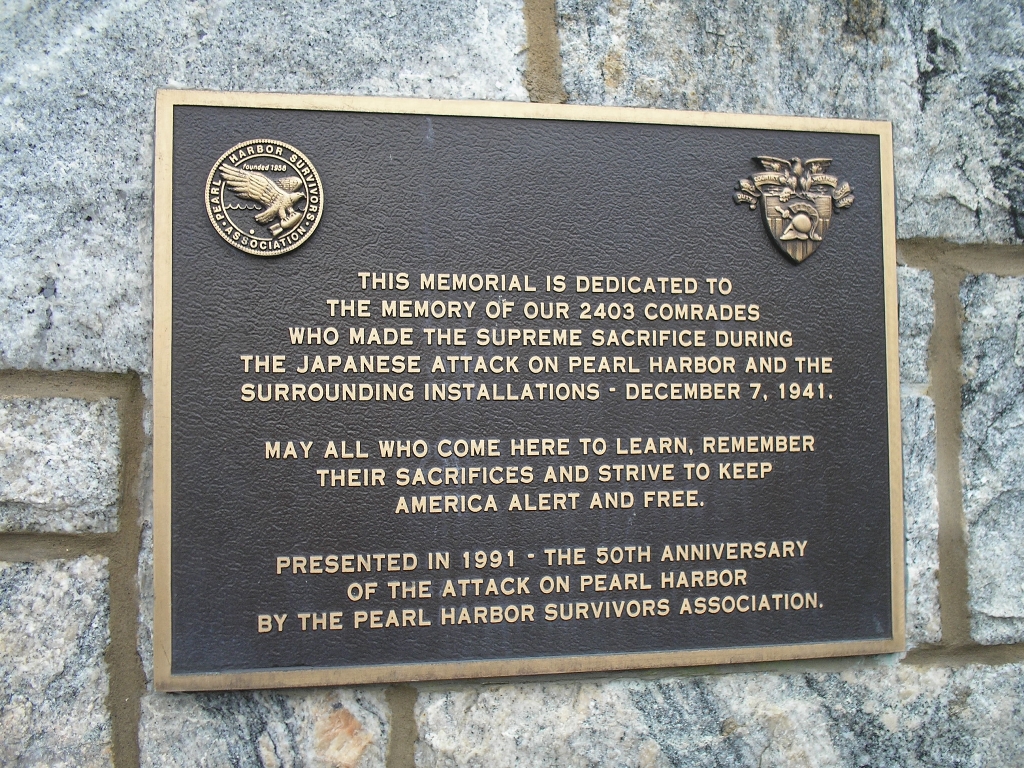 PEARL HARBOR SURVIVORS
founded 1958
ASSOCIATION
COUNTRY
THIS MEMORIAL IS DEDICATED TO
THE MEMORY OF OUR 2403 COMRADES
WHO MADE THE SUPREME SACRIFICE DURING
THE JAPANESE ATTACK ON PEARL HARBOR AND THE
SURROUNDING INSTALLATIONS - DECEMBER 7, 1941.
MAY ALL WHO COME HERE TO LEARN, REMEMBER
THEIR SACRIFICES AND STRIVE TO KEEP
AMERICA ALERT AND FREE.
PRESENTED IN 1991 - THE 50TH ANNIVERSARY
OF THE ATTACK ON PEARL HARBOR
BY THE PEARL HARBOR SURVIVORS ASSOCIATION.